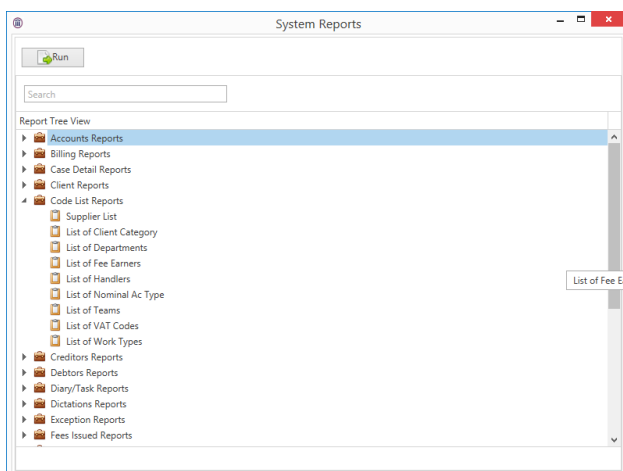 System Reports
Run
Search
Report Tree View
Accounts Reports
Billing Reports
Case Detail Reports
Client Reports
Code List Reports
Supplier List
List of Client Category
List of Departments
List of Fee Earners
List of Handlers
List of Fee E
List of Nominal Ac Type
List of Teams
List of VAT Codes
List of Work Types
Creditors Reports
Debtors Reports
Diary/Task Reports
Dictations Reports
Exception Reports
Fees Issued Reports